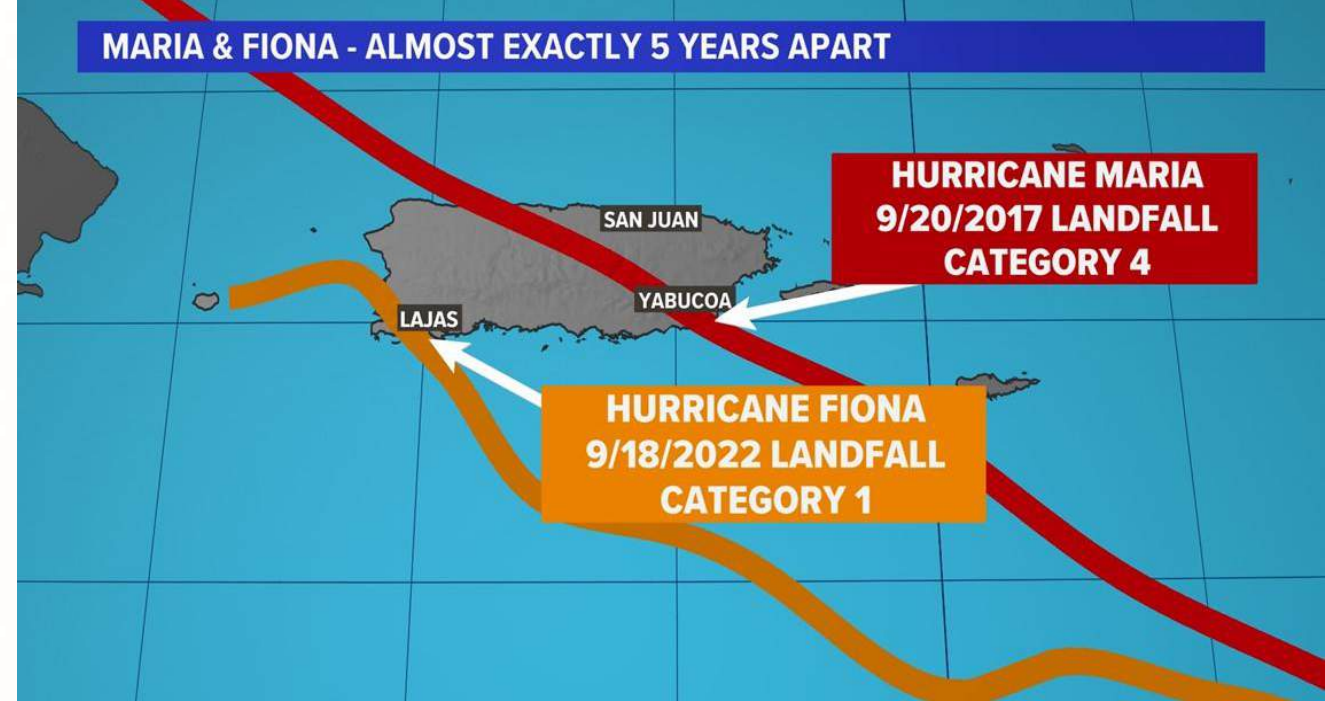 MARIA & FIONA - ALMOST EXACTLY 5 YEARS APART
HURRICANE MARIA
9/20/2017 LANDFALL
CATEGORY 4
SAN JUAN
YABUCOA
LAJAS
HURRICANE FIONA
9/18/2022 LANDFALL
CATEGORY 1